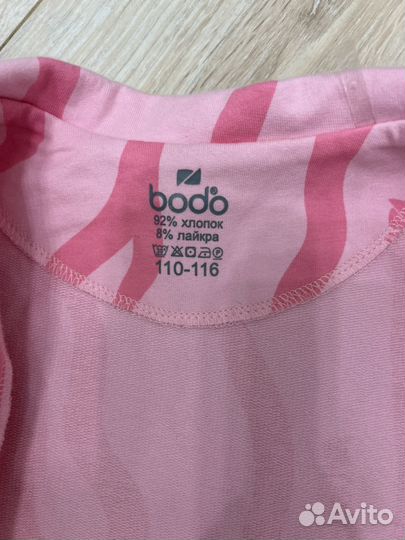 bodo
92% хлопок
8% лайкра
110-116
Avito